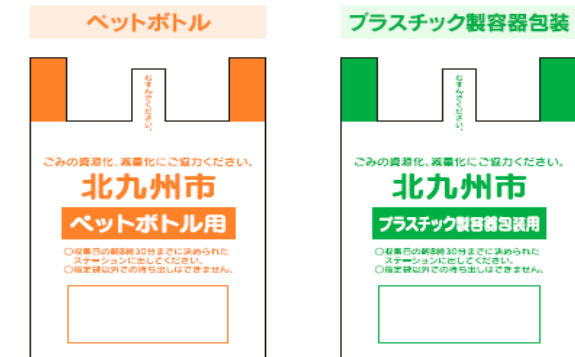 ペットボトル
むすんでください。
ごみの資源化、減量化にご協力ください。
北九州市
ペットボトル用
○収集日の朝8時30分までに決められた
ステーションに出してください。
○指定袋以外での持ち出しはできません。
プラスチック製容器包装
むすんでください。
ごみの資源化、減量化にご協力ください。
北九州市
プラスチック製容器包装用
○収集日の朝8時30分までに決められた
ステーションに出してください。
○指定袋以外での持ち出しはできません。